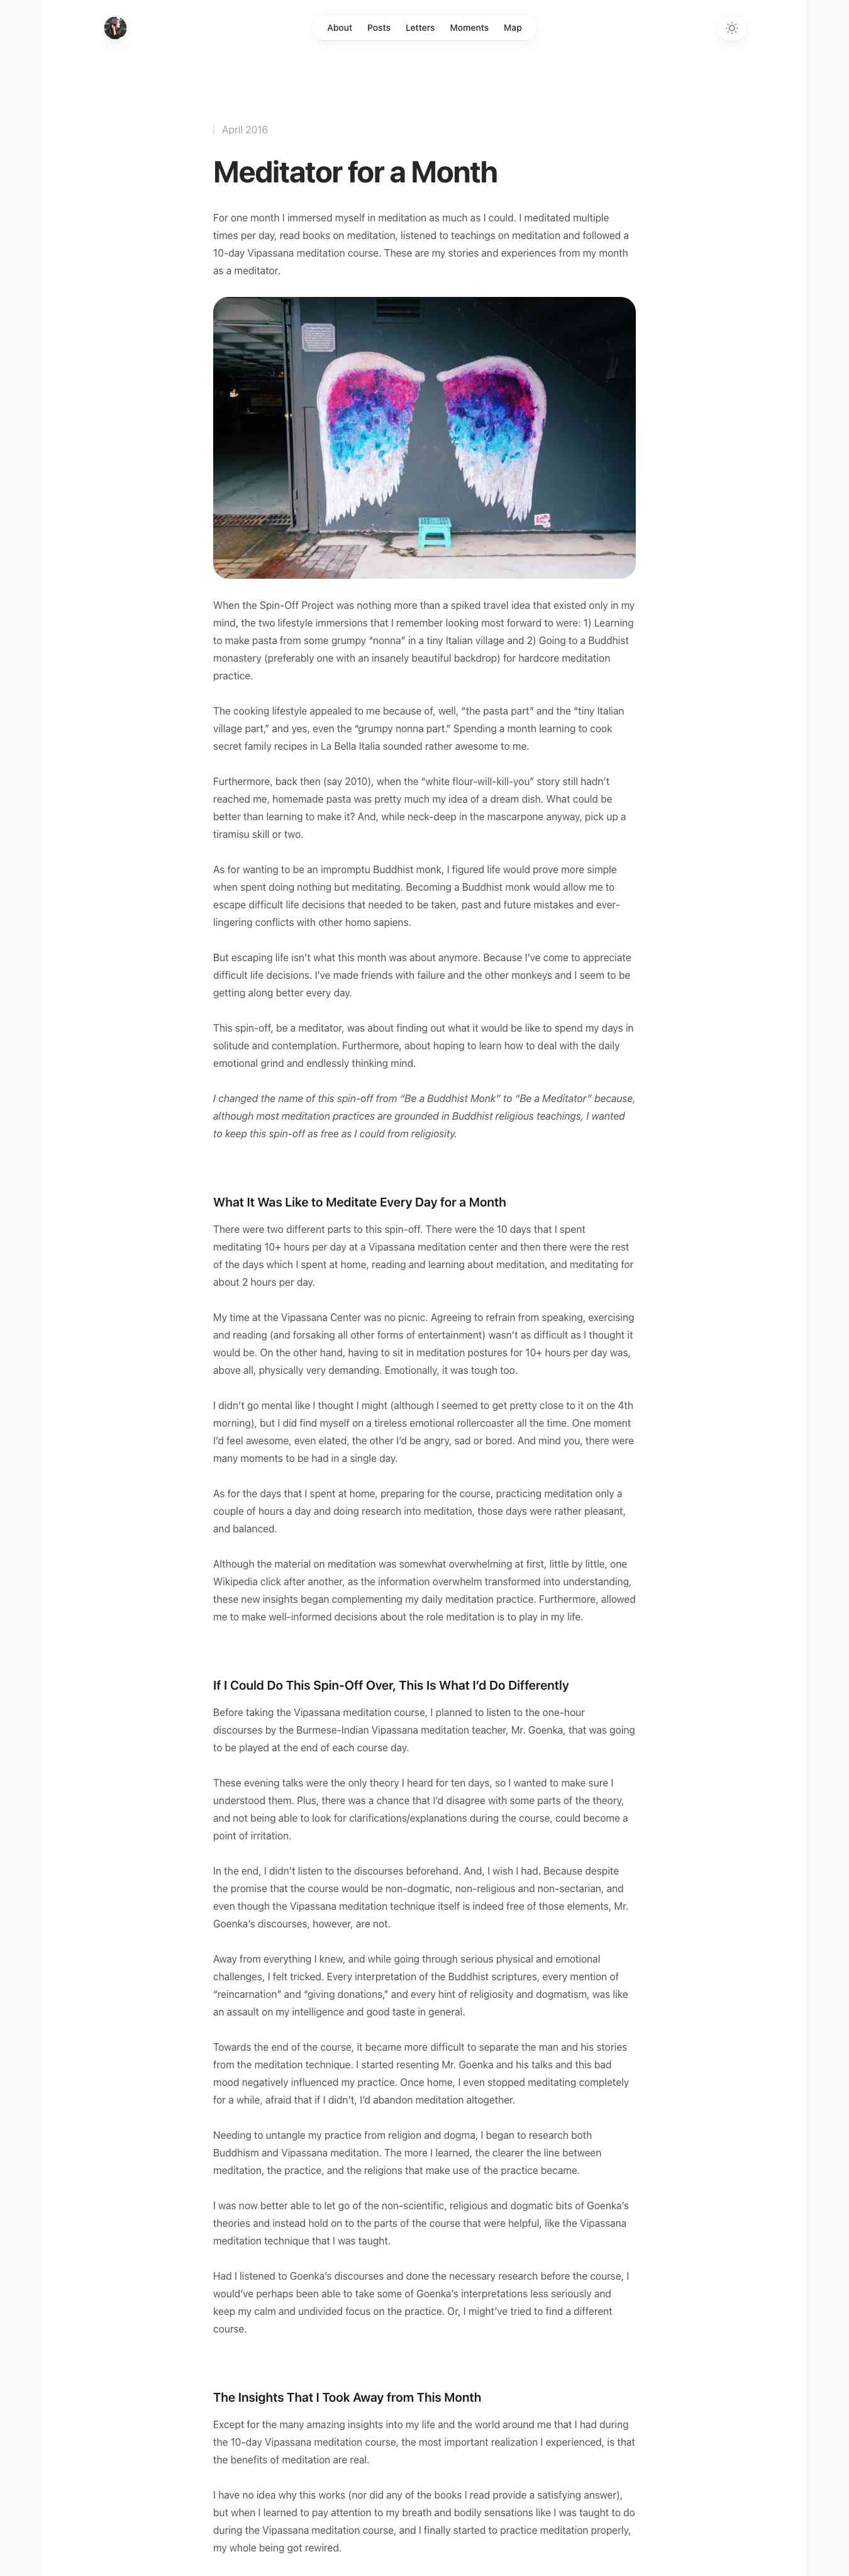 About Posts Letters Moments Map
April 2016
Meditator for a Month
For one month I immersed myself in meditation as much as I could. I meditated multiple
times per day, read books on meditation, listened to teachings on meditation and followed a
10-day Vipassana meditation course. These are my stories and experiences from my month
as a meditator.
When the Spin-Off Project was nothing more than a spiked travel idea that existed only in my
mind, the two lifestyle immersions that I remember looking most forward to were: 1) Learning
to make pasta from some grumpy “nonna” in a tiny Italian village and 2) Going to a Buddhist
monastery (preferably one with an insanely beautiful backdrop) for hardcore meditation
practice.
The cooking lifestyle appealed to me because of, well, “the pasta part” and the “tiny Italian
village part,” and yes, even the “grumpy nonna part.” Spending a month learning to cook
secret family recipes in La Bella Italia sounded rather awesome to me.
Furthermore, back then (say 2010), when the “white flour-will-kill-you” story still hadn’t
reached me, homemade pasta was pretty much my idea of a dream dish. What could be
better than learning to make it? And, while neck-deep in the mascarpone anyway, pick up a
tiramisu skill or two.
As for wanting to be an impromptu Buddhist monk, I figured life would prove more simple
when spent doing nothing but meditating. Becoming a Buddhist monk would allow me to
escape difficult life decisions that needed to be taken, past and future mistakes and ever-
lingering conflicts with other homo sapiens.
But escaping life isn’t what this month was about anymore. Because I’ve come to appreciate
difficult life decisions. I’ve made friends with failure and the other monkeys and I seem to be
getting along better every day.
This spin-off, be a meditator, was about finding out what it would be like to spend my days in
solitude and contemplation. Furthermore, about hoping to learn how to deal with the daily
emotional grind and endlessly thinking mind.
I changed the name of this spin-off from “Be a Buddhist Monk” to “Be a Meditator” because,
although most meditation practices are grounded in Buddhist religious teachings, I wanted
to keep this spin-off as free as I could from religiosity.
What It Was Like to Meditate Every Day for a Month
There were two different parts to this spin-off. There were the 10 days that I spent
meditating 10+ hours per day at a Vipassana meditation center and then there were the rest
of the days which I spent at home, reading and learning about meditation, and meditating for
about 2 hours per day.
My time at the Vipassana Center was no picnic. Agreeing to refrain from speaking, exercising
and reading (and forsaking all other forms of entertainment) wasn’t as difficult as I thought it
would be. On the other hand, having to sit in meditation postures for 10+ hours per day was,
above all, physically very demanding. Emotionally, it was tough too.
I didn’t go mental like I thought I might (although I seemed to get pretty close to it on the 4th
morning), but I did find myself on a tireless emotional rollercoaster all the time. One moment
I’d feel awesome, even elated, the other I’d be angry, sad or bored. And mind you, there were
many moments to be had in a single day.
As for the days that I spent at home, preparing for the course, practicing meditation only a
couple of hours a day and doing research into meditation, those days were rather pleasant,
and balanced.
Although the material on meditation was somewhat overwhelming at first, little by little, one
Wikipedia click after another, as the information overwhelm transformed into understanding,
these new insights began complementing my daily meditation practice. Furthermore, allowed
me to make well-informed decisions about the role meditation is to play in my life.
If I Could Do This Spin-Off Over, This Is What I’d Do Differently
Before taking the Vipassana meditation course, I planned to listen to the one-hour
discourses by the Burmese-Indian Vipassana meditation teacher, Mr. Goenka, that was going
to be played at the end of each course day.
These evening talks were the only theory I heard for ten days, so I wanted to make sure I
understood them. Plus, there was a chance that I’d disagree with some parts of the theory,
and not being able to look for clarifications/explanations during the course, could become a
point of irritation.
In the end, I didn’t listen to the discourses beforehand. And, I wish I had. Because despite
the promise that the course would be non-dogmatic, non-religious and non-sectarian, and
even though the Vipassana meditation technique itself is indeed free of those elements, Mr.
Goenka’s discourses, however, are not.
Away from everything I knew, and while going through serious physical and emotional
challenges, I felt tricked. Every interpretation of the Buddhist scriptures, every mention of
“reincarnation” and “giving donations,” and every hint of religiosity and dogmatism, was like
an assault on my intelligence and good taste in general.
Towards the end of the course, it became more difficult to separate the man and his stories
from the meditation technique. I started resenting Mr. Goenka and his talks and this bad
mood negatively influenced my practice. Once home, I even stopped meditating completely
for a while, afraid that if I didn’t, I’d abandon meditation altogether.
Needing to untangle my practice from religion and dogma, I began to research both
Buddhism and Vipassana meditation. The more I learned, the clearer the line between
meditation, the practice, and the religions that make use of the practice became.
I was now better able to let go of the non-scientific, religious and dogmatic bits of Goenka’s
theories and instead hold on to the parts of the course that were helpful, like the Vipassana
meditation technique that I was taught.
Had I listened to Goenka’s discourses and done the necessary research before the course, I
would’ve perhaps been able to take some of Goenka’s interpretations less seriously and
keep my calm and undivided focus on the practice. Or, I might’ve tried to find a different
course.
The Insights That I Took Away from This Month
Except for the many amazing insights into my life and the world around me that I had during
the 10-day Vipassana meditation course, the most important realization I experienced, is that
the benefits of meditation are real.
I have no idea why this works (nor did any of the books I read provide a satisfying answer),
but when I learned to pay attention to my breath and bodily sensations like I was taught to do
during the Vipassana meditation course, and I finally started to practice meditation properly,
my whole being got rewired.